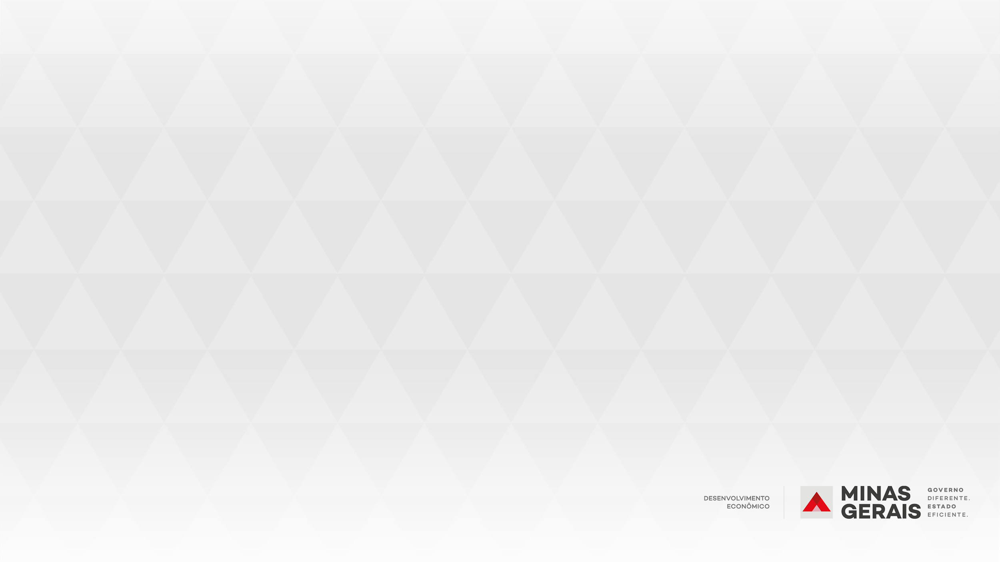 DESENVOLVIMENTO
ECONÔMICO
MINAS
GERAIS
GOVERNO
DIFERENTE.
ESTADO
EFICIENTE.